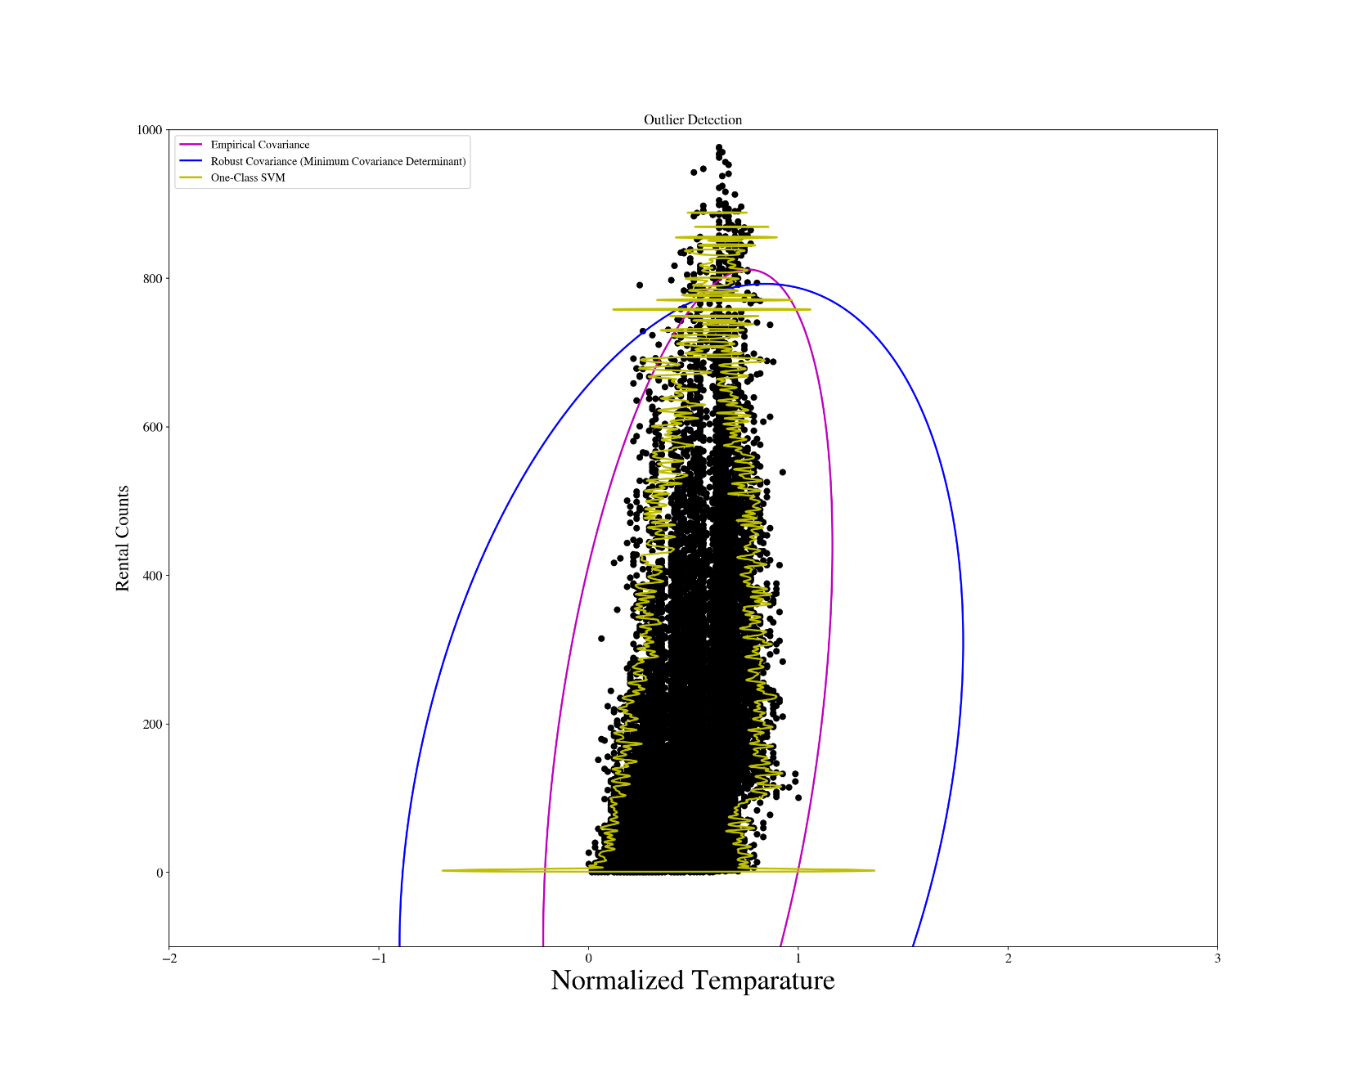 Outlier Detection
Empirical Covariance
Robust Covariance (Minimum Covariance Determinant)
One-Class SVM
1000
800
600
400
200
0
Rental Counts
−2 −1 0 1 2 3
Normalized Temparature